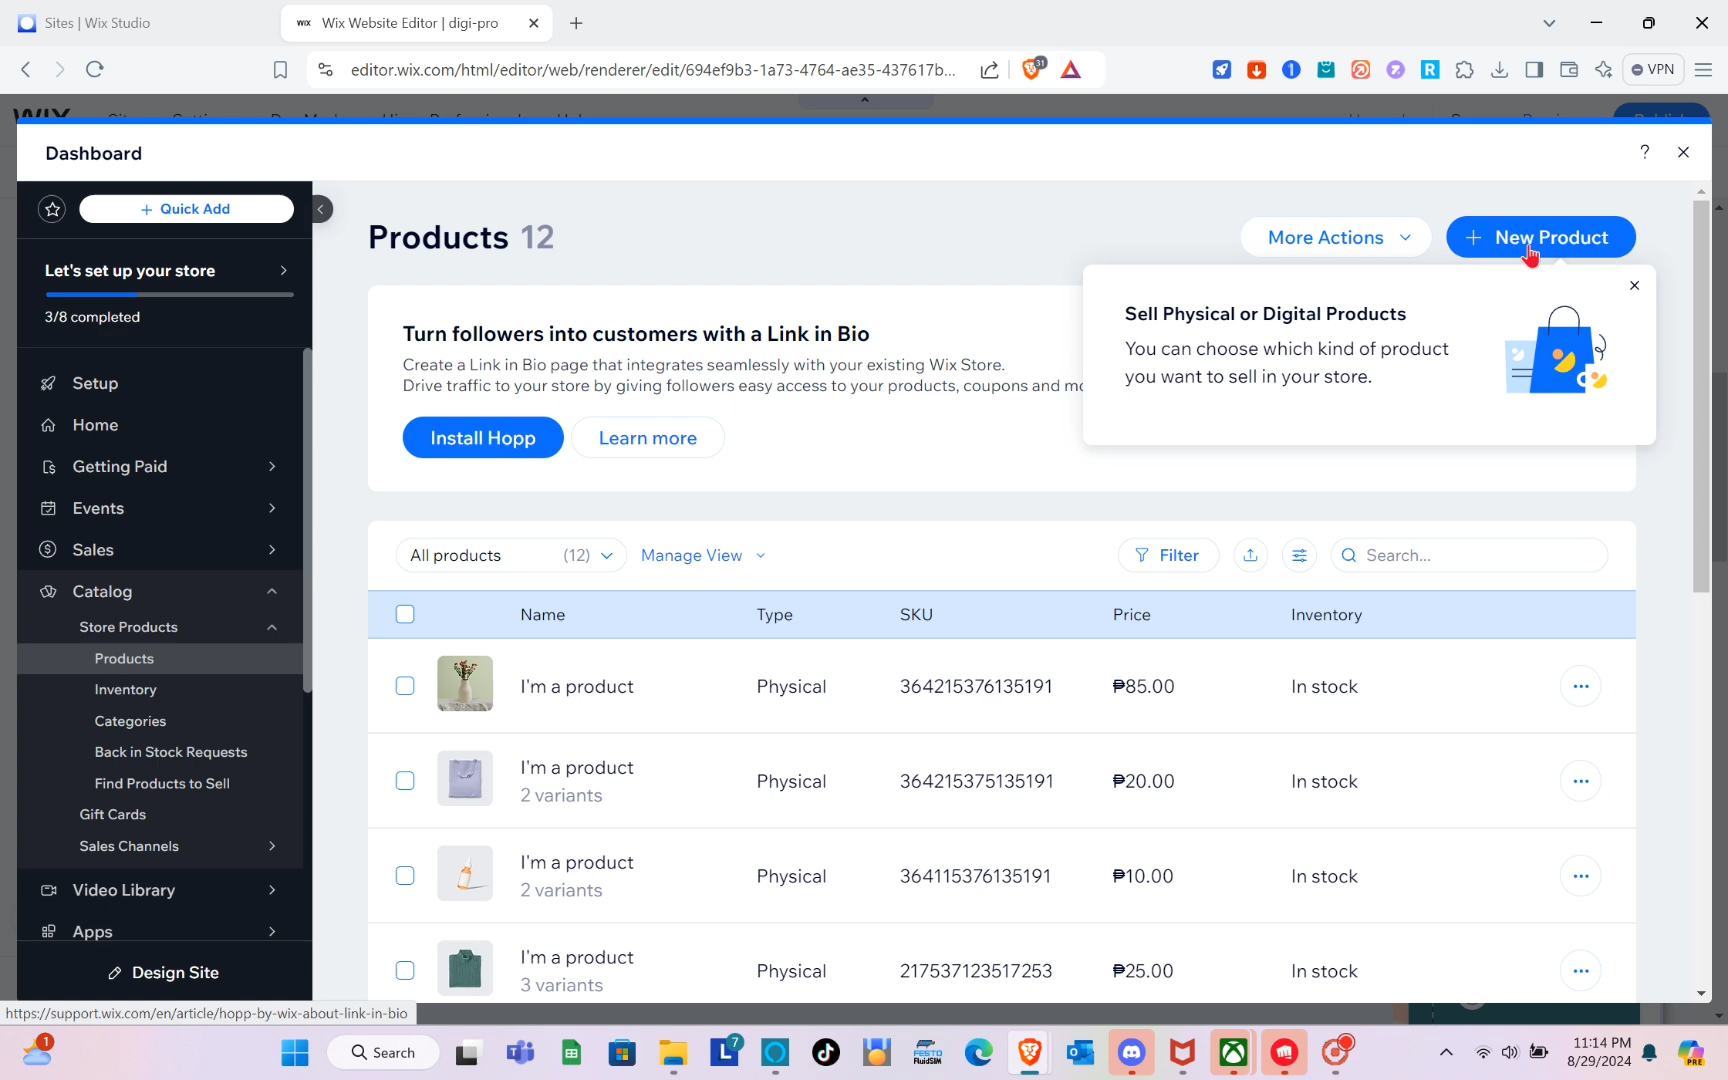 Sites | Wix Studio
WIX Wix Website Editor | digi-pro
editor.wix.com/html/editor/web/renderer/edit/694ef9b3-1a73-4764-ae35-437617b...
31
VPN
Dashboard
?
+ Quick Add
Let's set up your store
3/8 completed
Setup
Home
Getting Paid
Events
Sales
Catalog
Store Products
Products
Inventory
Categories
Back in Stock Requests
Find Products to Sell
Gift Cards
Sales Channels
Video Library
Apps
Design Site
Products 12
More Actions
+ New Product
Sell Physical or Digital Products
You can choose which kind of product
you want to sell in your store.
Turn followers into customers with a Link in Bio
Create a Link in Bio page that integrates seamlessly with your existing Wix Store.
Drive traffic to your store by giving followers easy access to your products, coupons and mo
Install Hopp
Learn more
All products (12)
Manage View
Filter
Search...
Name Type SKU Price Inventory
I'm a product Physical 364215376135191 ₱85.00 In stock
I'm a product
2 variants
Physical 364215375135191 ₱20.00 In stock
I'm a product
2 variants
Physical 364115376135191 ₱10.00 In stock
I'm a product
3 variants
Physical 217537123517253 ₱25.00 In stock
https://support.wix.com/en/article/hopp-by-wix-about-link-in-bio
1
Search
7
FESTO
FluidSIM
11:14 PM
8/29/2024
PRE